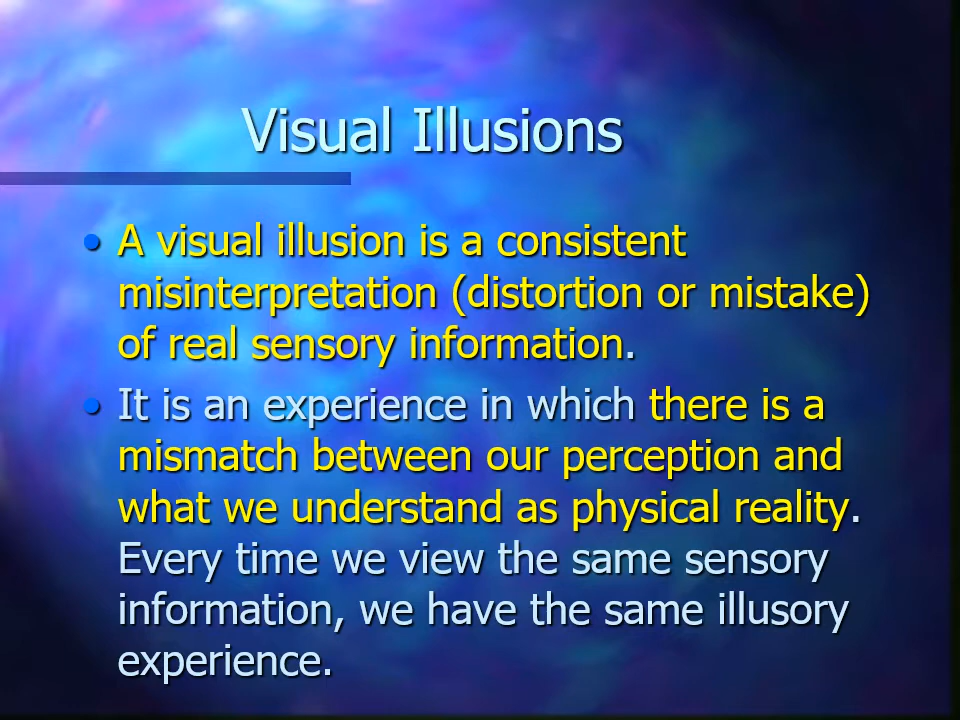 Visual Illusions
• A visual illusion is a consistent
misinterpretation (distortion or mistake)
of real sensory information.
• It is an experience in which there is a
mismatch between our perception and
what we understand as physical reality.
Every time we view the same sensory
information, we have the same illusory
experience.